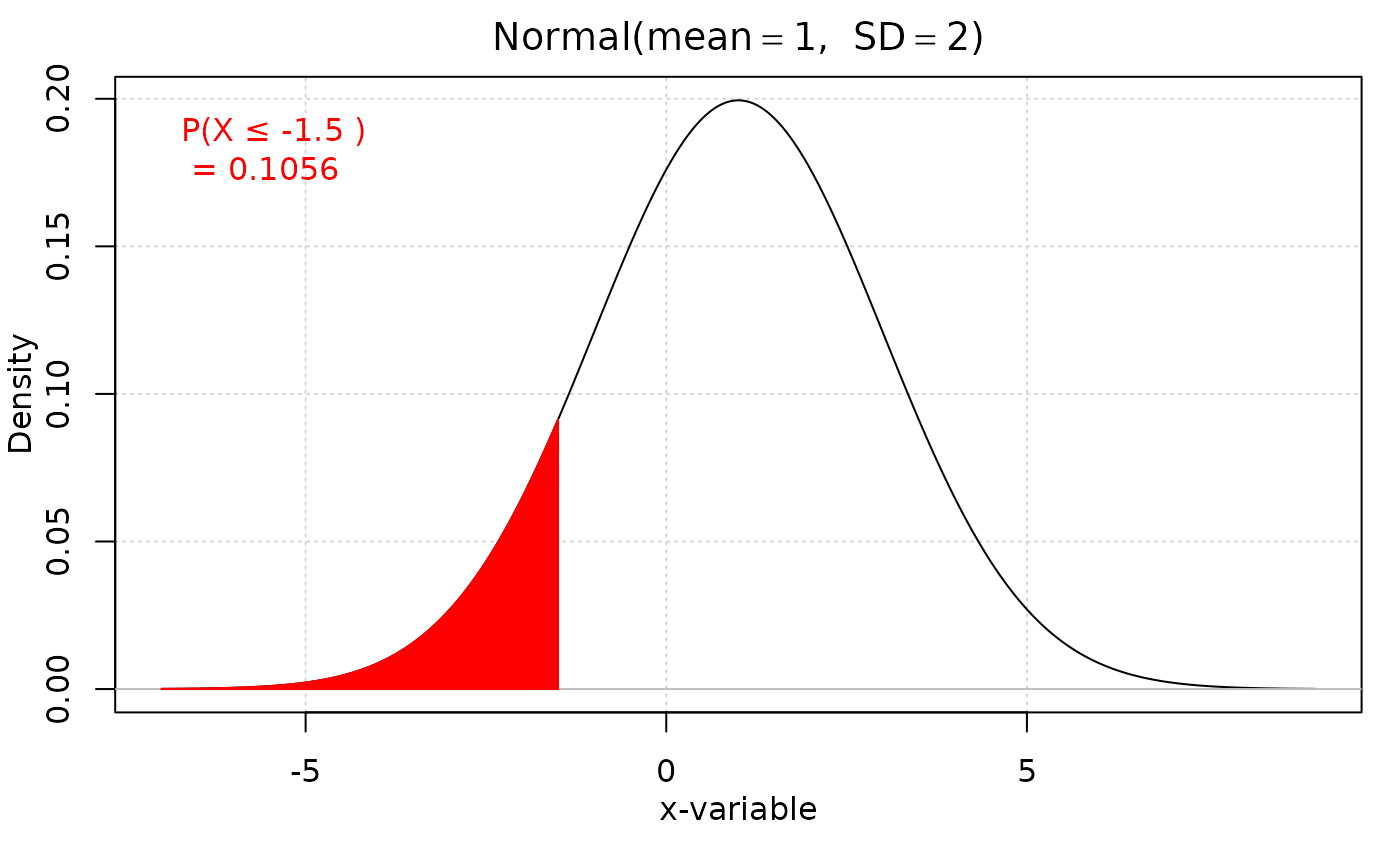 Normal(mean = 1, SD = 2)
P(X ≤ -1.5 )
= 0.1056
Density
0.20
0.15
0.10
0.05
0.00
-5 0 5
x-variable